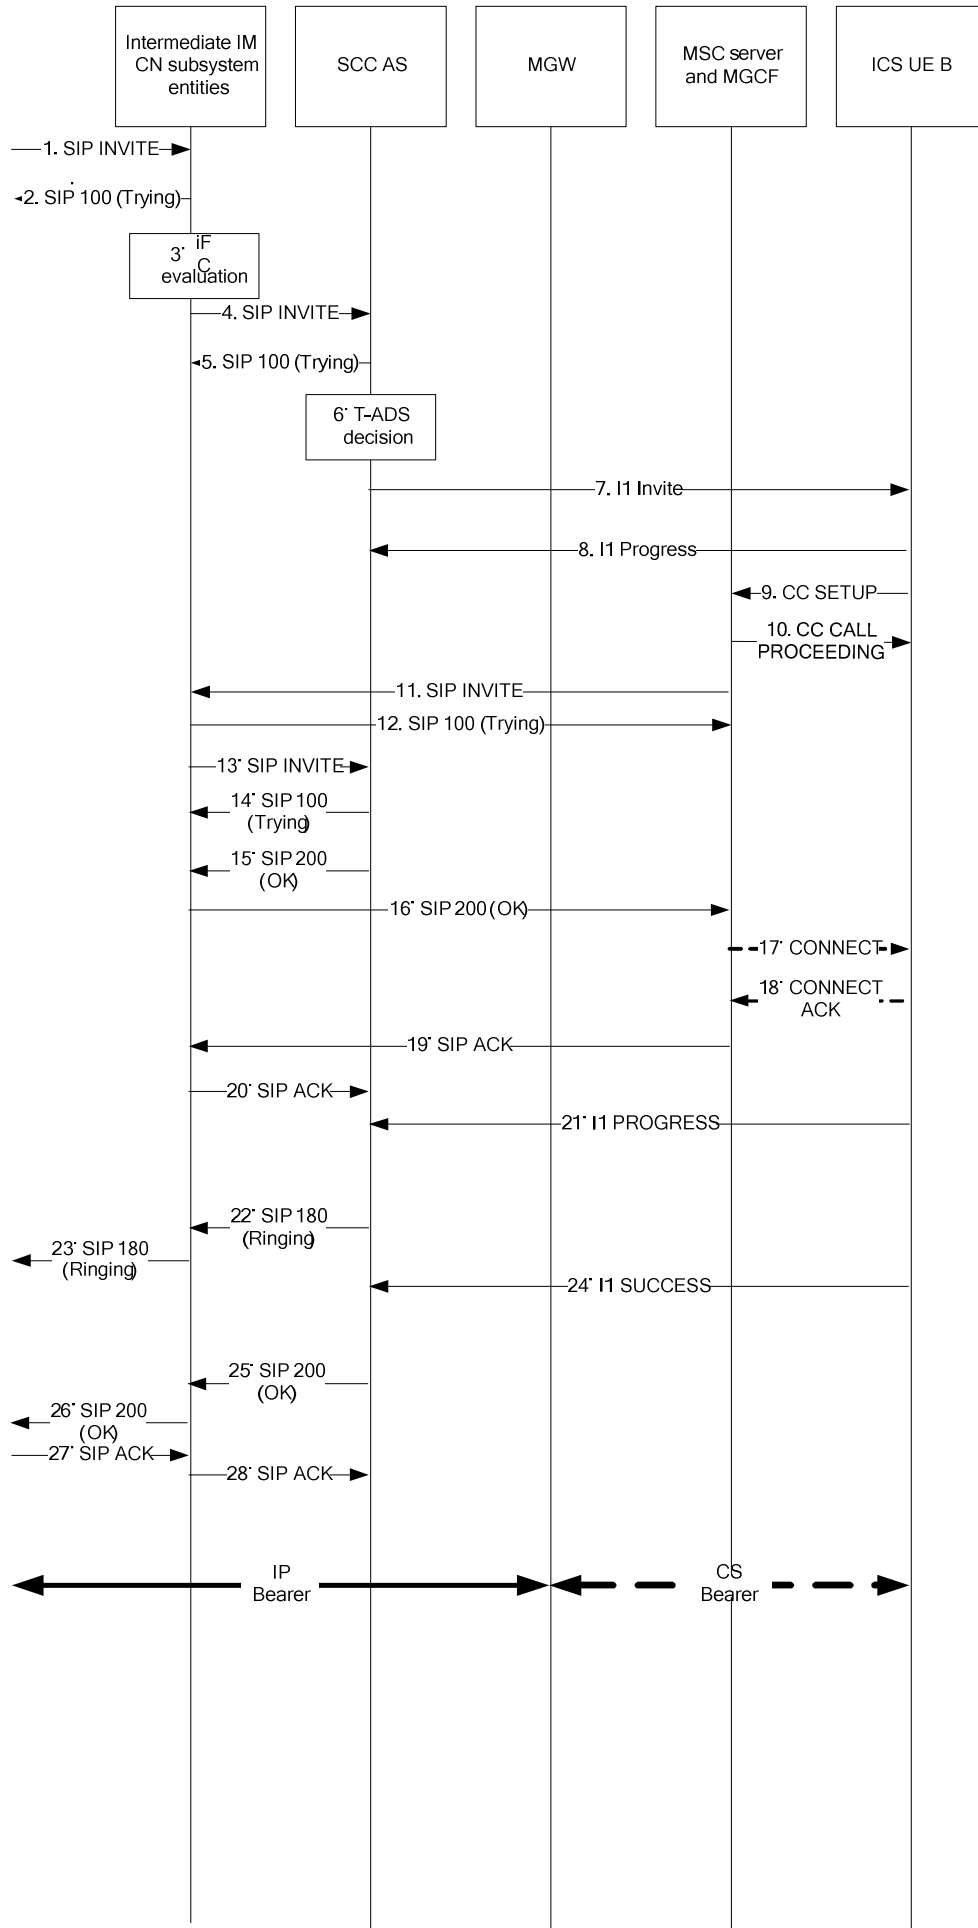 Intermediate IM
CN subsystem
entities
SCC AS
MGW
MSC server
and MGCF
ICS UE B
1. SIP INVITE
2. SIP 100 (Trying)
3. iF
C
evaluation
4. SIP INVITE
5. SIP 100 (Trying)
6. T-ADS
decision
7. I1 Invite
8. I1 Progress
9. CC SETUP
10. CC CALL
PROCEEDING
11. SIP INVITE
12. SIP 100 (Trying)
13. SIP INVITE
14. SIP 100
(Trying)
15. SIP 200
(OK)
16. SIP 200 (OK)
17. CONNECT
18. CONNECT
ACK
19. SIP ACK
20. SIP ACK
21. I1 PROGRESS
22. SIP 180
(Ringing)
23. SIP 180
(Ringing)
24. I1 SUCCESS
25. SIP 200
(OK)
26. SIP 200
(OK)
27. SIP ACK
28. SIP ACK
IP
Bearer
CS
Bearer